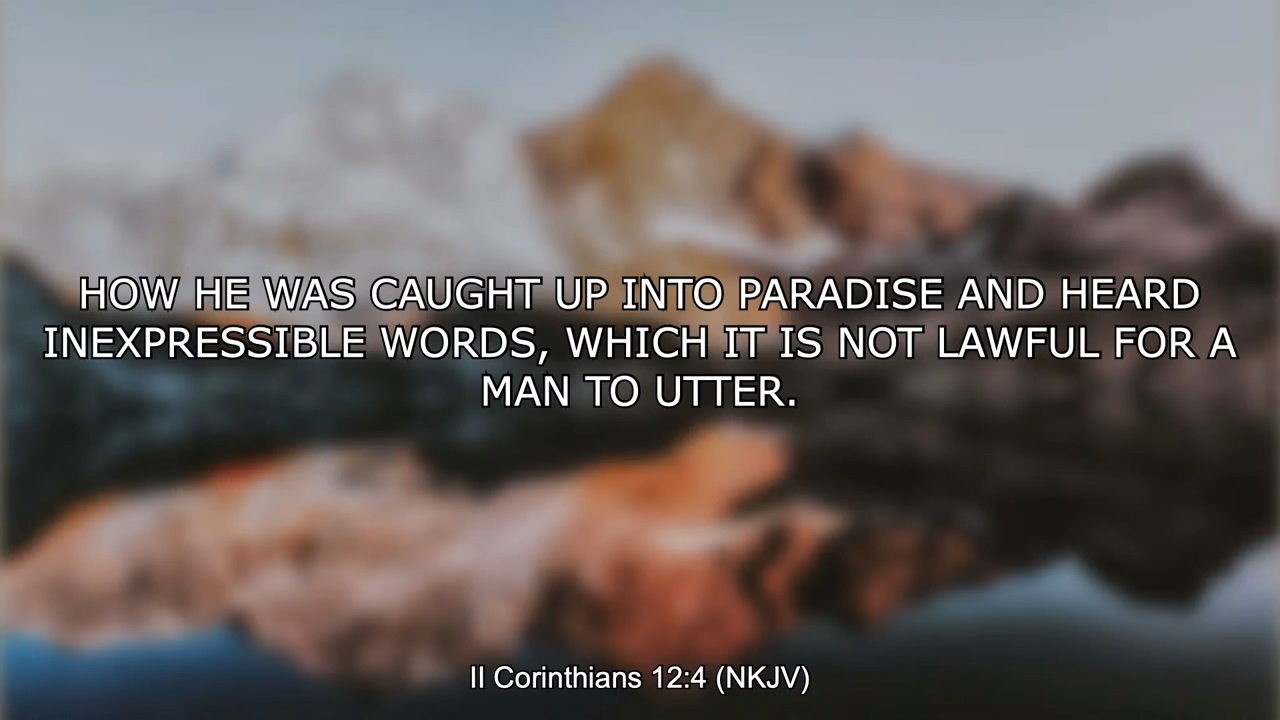 HOW HE WAS CAUGHT UP INTO PARADISE AND HEARD
INEXPRESSIBLE WORDS, WHICH IT IS NOT LAWFUL FOR A
MAN TO UTTER.
II Corinthians 12:4 (NKJV)